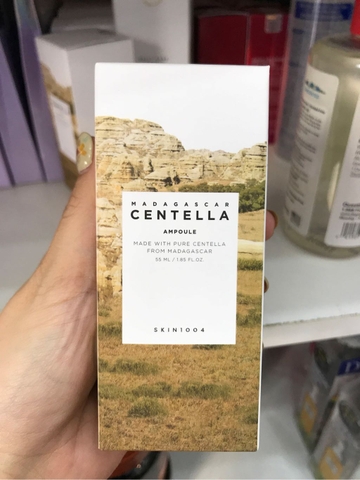 MADAGASCAR
CENTELLA
AMPOULE
MADE WITH PURE CENTELLA
FROM MADAGASCAR
55 ML / 1.85 FL.OZ.
SKIN1004